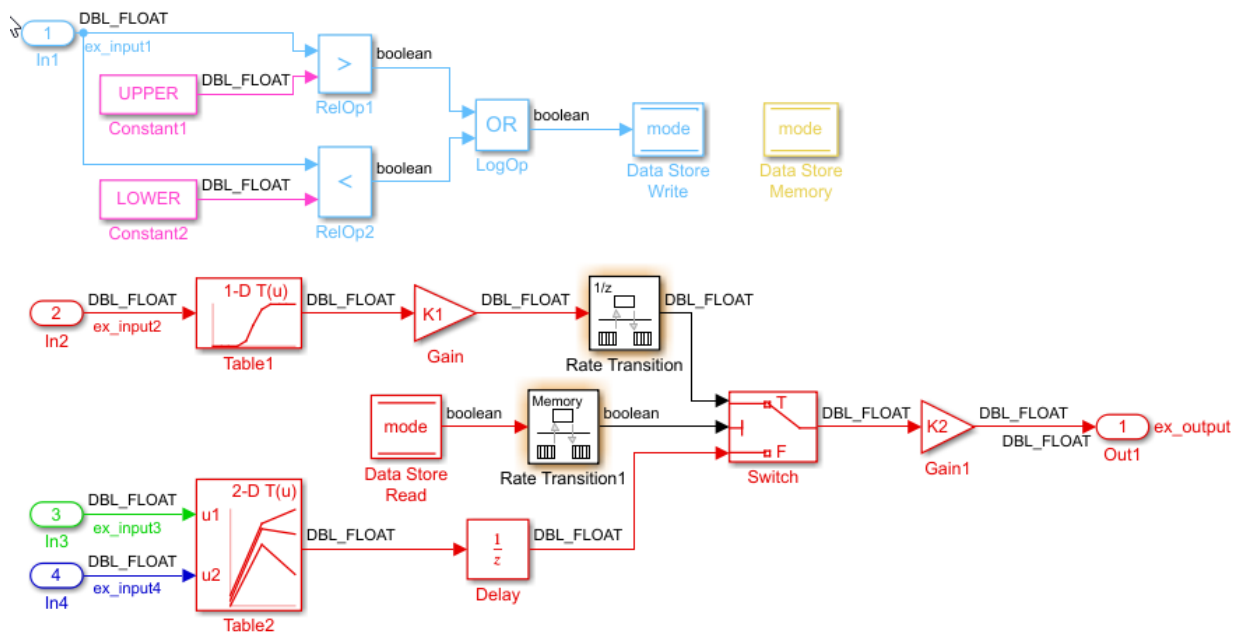 DBL_FLOAT
1
ex_input1
In1
DBL_FLOAT
UPPER
Constant1
>
boolean
RelOp1
DBL_FLOAT
LOWER
Constant2
<
boolean
RelOp2
OR
boolean
LogOp
mode
Data Store
Write
mode
Data Store
Memory
2
DBL_FLOAT
ex_input2
In2
1-D T(u)
DBL_FLOAT
Table1
K1
DBL_FLOAT
Gain
1/z
DBL_FLOAT
Rate Transition
mode
boolean
Data Store
Read
Memory
boolean
Rate Transition1
T
F
DBL_FLOAT
Switch
K2
DBL_FLOAT
DBL_FLOAT
Gain1
1
ex_output
Out1
3
DBL_FLOAT
ex_input3
In3
4
DBL_FLOAT
ex_input4
In4
2-D T(u)
u1
u2
DBL_FLOAT
Table2
1
z
DBL_FLOAT
Delay